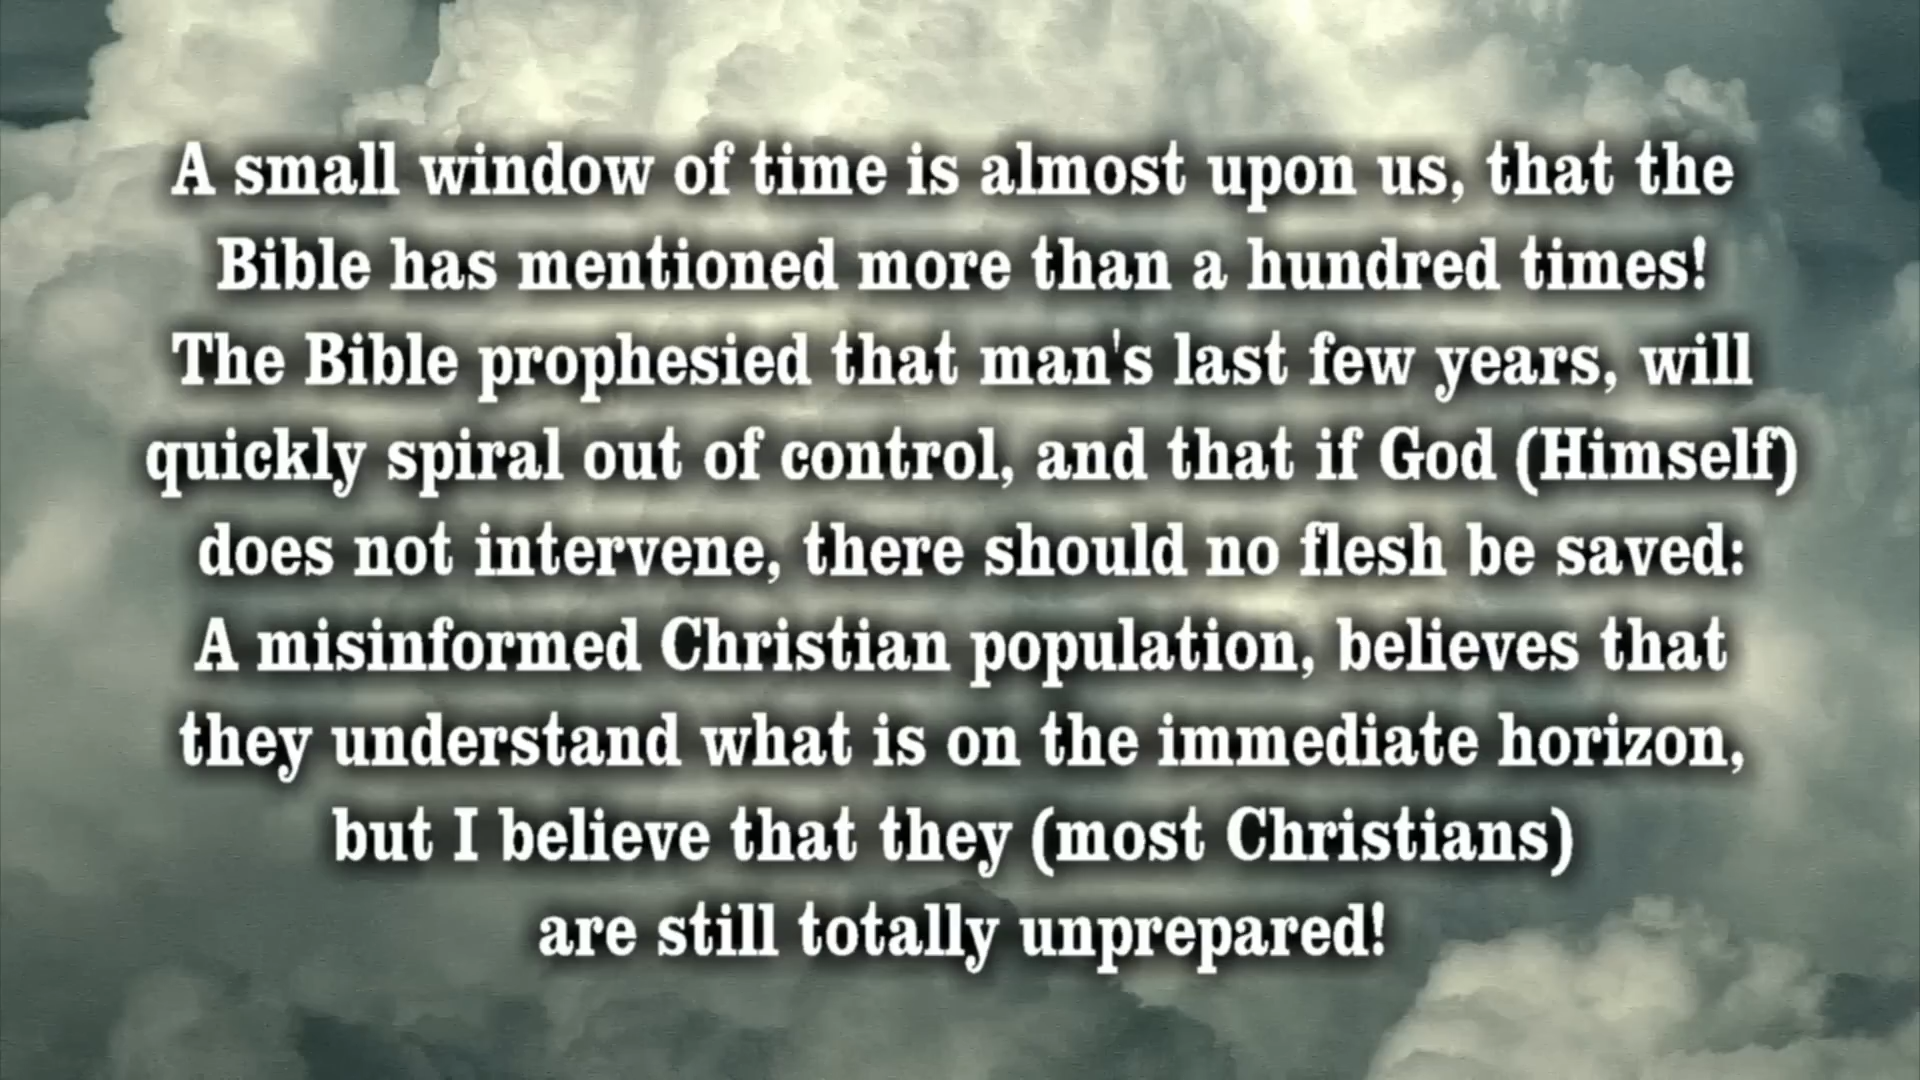 A small window of time is almost upon us, that the
Bible has mentioned more than a hundred times!
The Bible prophesied that man's last few years, will
quickly spiral out of control, and that if God (Himself)
does not intervene, there should no flesh be saved:
A misinformed Christian population, believes that
they understand what is on the immediate horizon,
but I believe that they (most Christians)
are still totally unprepared!